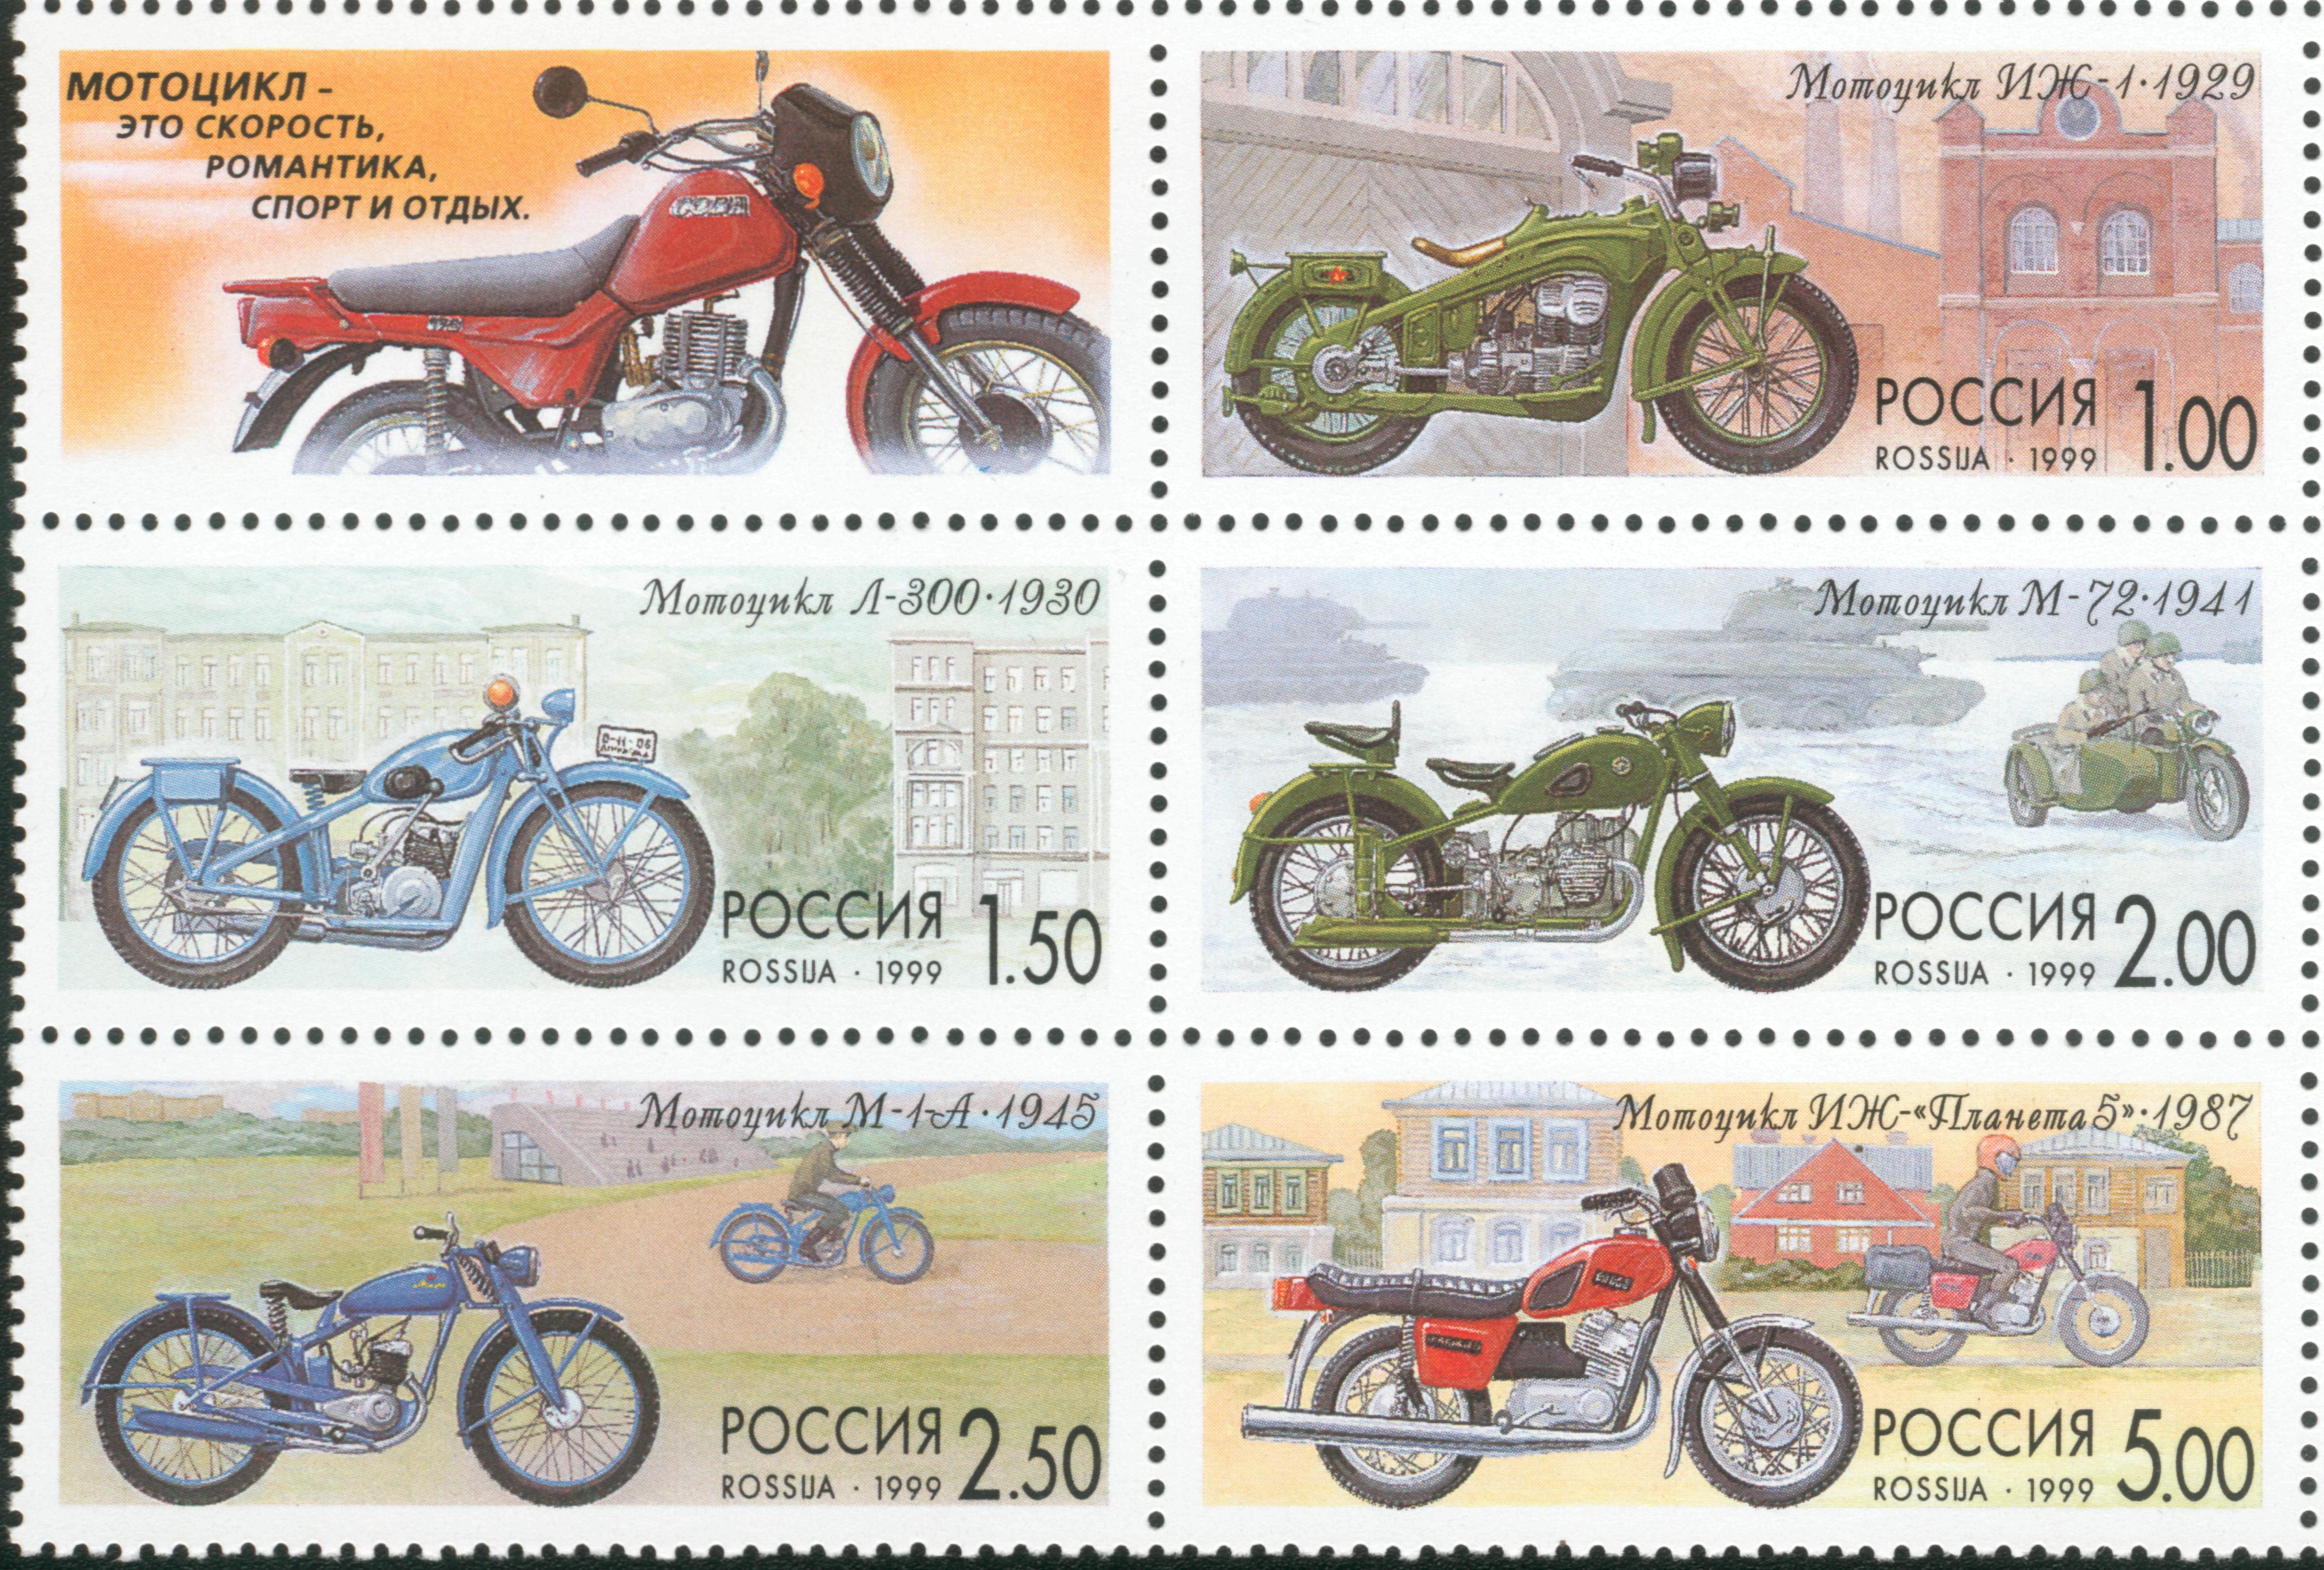 МОТОЦИКЛ –
ЭТО СКОРОСТЬ,
РОМАНТИКА,
СПОРТ И ОТДЫХ.
СОВА
Мотоцикл ИЖ-1·1929
РОССИЯ 1.00
ROSSIJA · 1999
Мотоцикл Л-300·1930
РОССИЯ 1.50
ROSSIJA · 1999
Мотоцикл М-72·1941
РОССИЯ 2.00
ROSSIJA · 1999
Мотоцикл М-1-А·1945
РОССИЯ 2.50
ROSSIJA · 1999
Мотоцикл ИЖ-«Планета 5»·1987
РОССИЯ 5.00
ROSSIJA · 1999